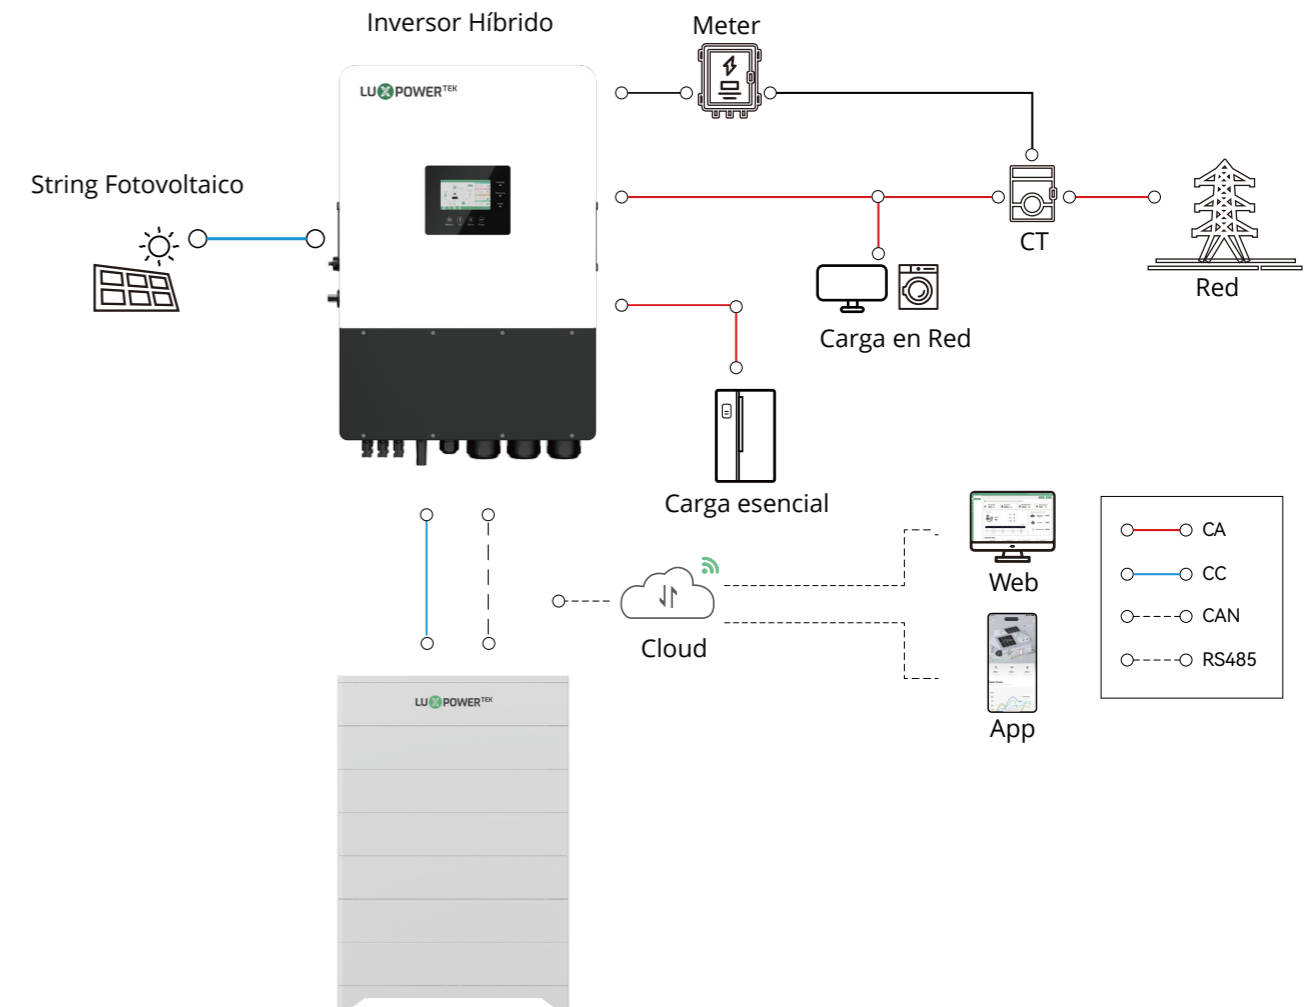 Inversor Híbrido
Meter
LUXPOWER TEK
String Fotovoltaico
CT
Red
Carga en Red
Carga esencial
Web
Cloud
App
CA
CC
CAN
RS485
LUXPOWER TEK